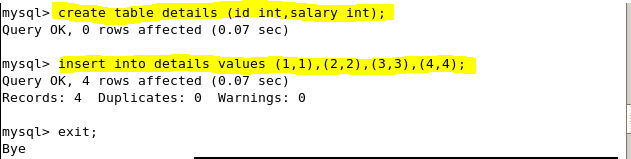 mysql> create table details (id int,salary int);
Query OK, 0 rows affected (0.07 sec)
mysql> insert into details values (1,1),(2,2),(3,3),(4,4);
Query OK, 4 rows affected (0.07 sec)
Records: 4  Duplicates: 0  Warnings: 0
mysql> exit;
Bye